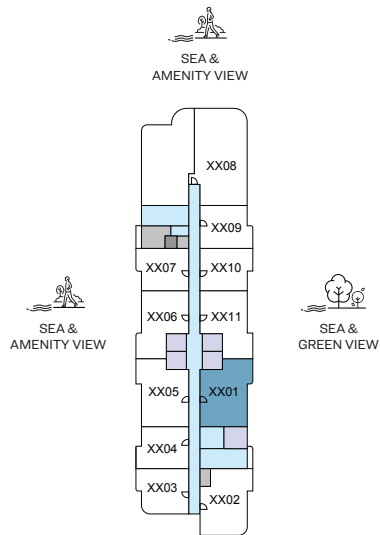 SEA &
AMENITY VIEW
XX08
XX09
XX07
XX10
XX06
XX11
SEA &
AMENITY VIEW
SEA &
GREEN VIEW
XX05
XX01
XX04
XX03
XX02